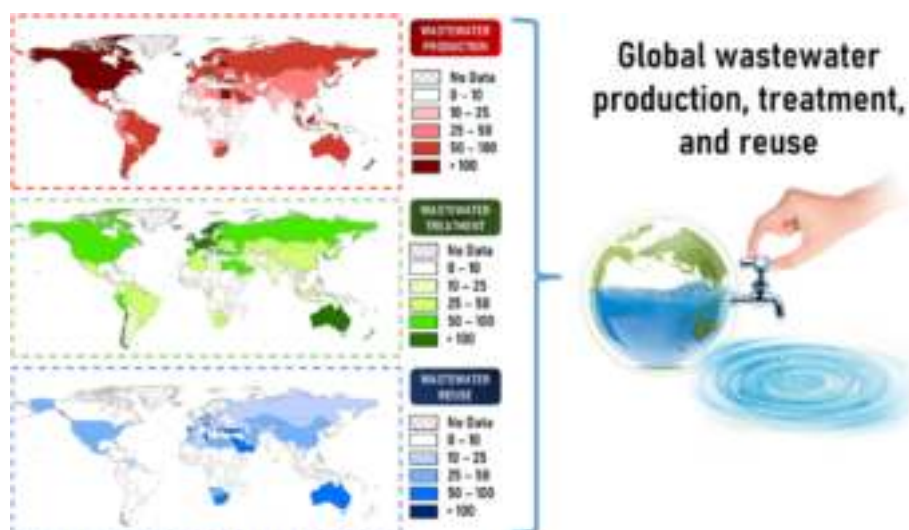 WASTEWATER
PRODUCTION
No Data
0 – 10
10 – 25
25 – 50
50 – 100
> 100
WASTEWATER
TREATMENT
No Data
0 – 10
10 – 25
25 – 50
50 – 100
> 100
WASTEWATER
REUSE
No Data
0 – 10
10 – 25
25 – 50
50 – 100
> 100
Global wastewater
production, treatment,
and reuse